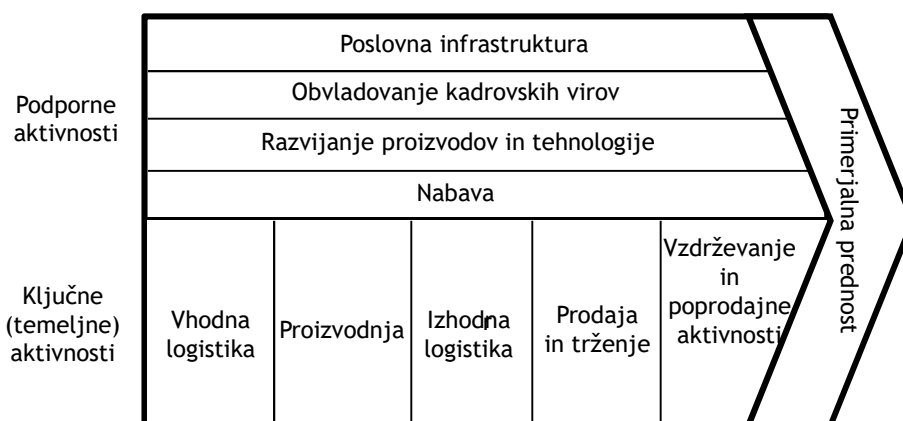 Poslovna infrastruktura
Obvladovanje kadrovskih virov
Podporne
aktivnosti
Razvijanje proizvodov in tehnologije
Nabava
Primerjalna prednost
Ključne
(temeljne)
aktivnosti
Vhodna
logistika
Proizvodnja
Izhodna
logistika
Prodaja
in trženje
Vzdrževanje
in
poprodajne
aktivnosti